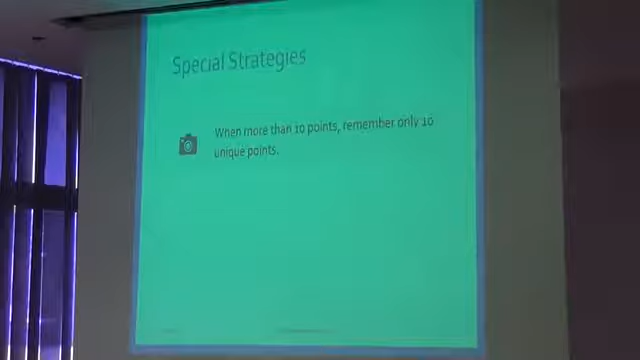 Special Strategies
When more than 10 points, remember only 10
unique points.